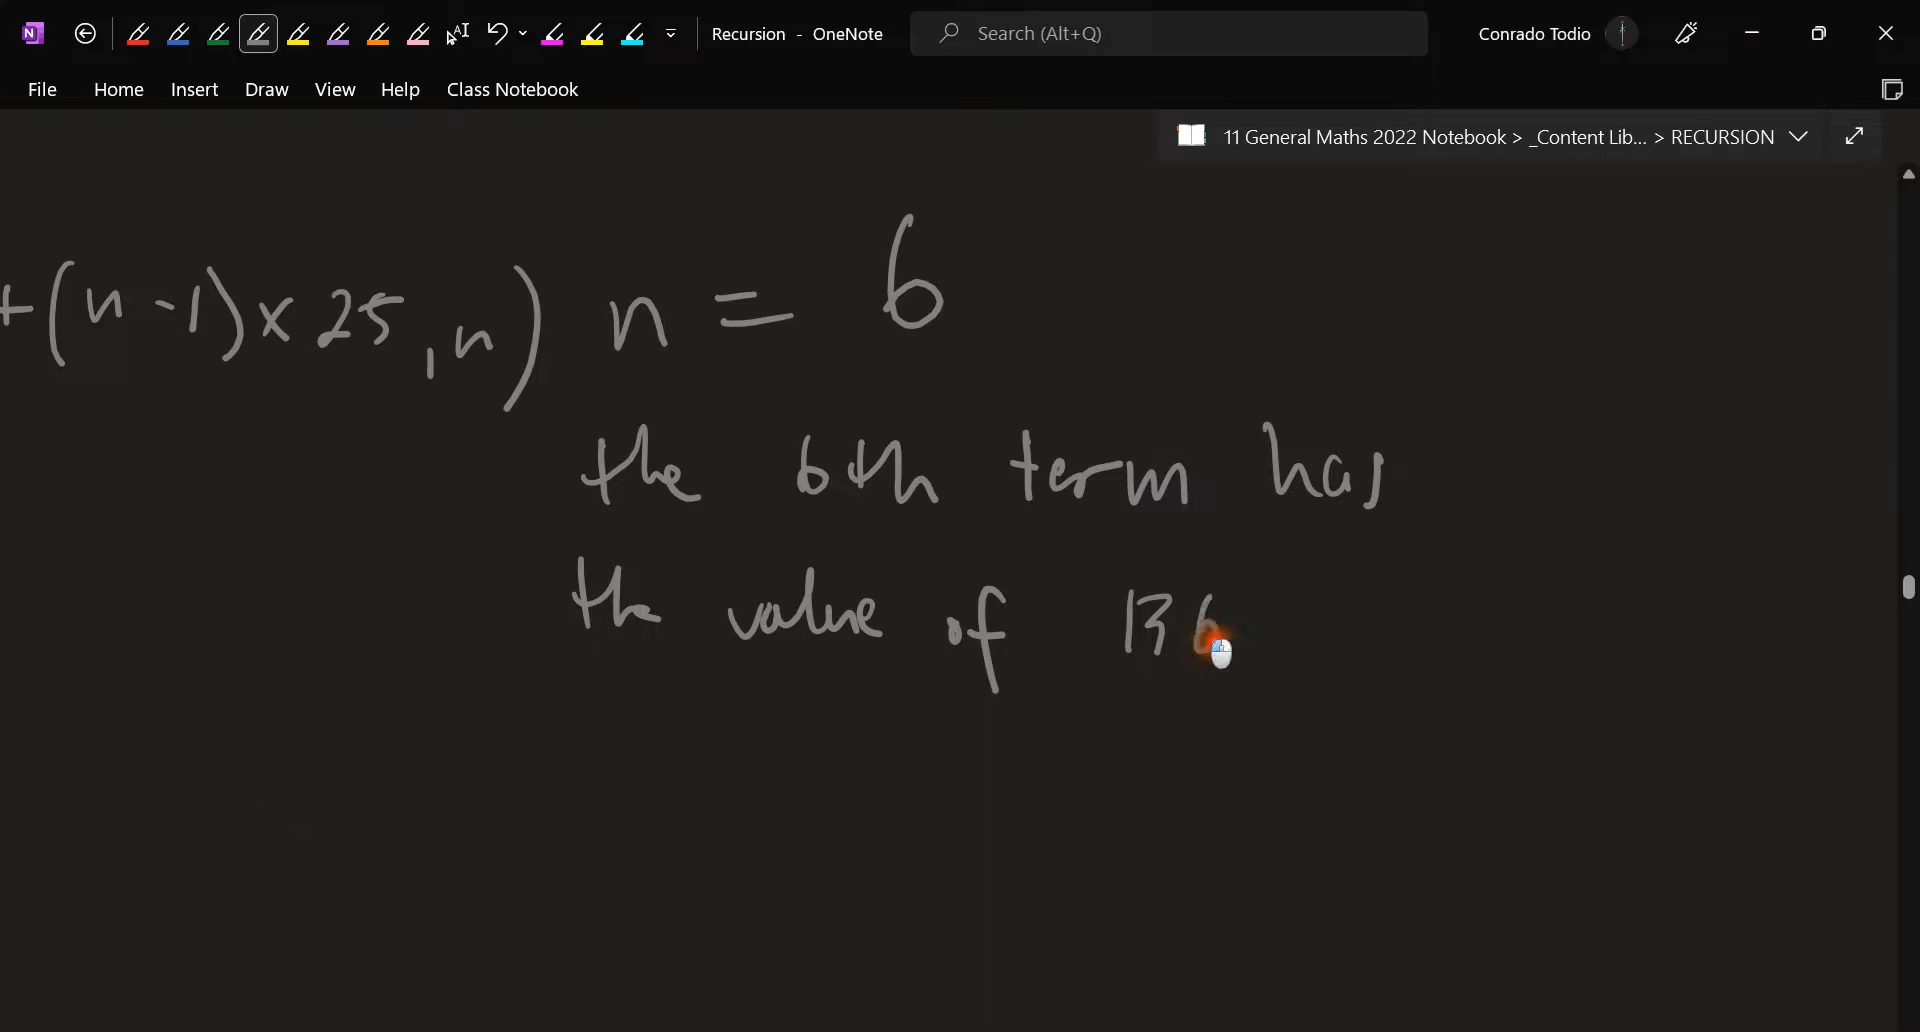 Recursion - OneNote
Search (Alt+Q)
Conrado Todio
File Home Insert Draw View Help Class Notebook
11 General Maths 2022 Notebook > _Content Lib... > RECURSION
+(n-1)×25,n) n = 6
the 6th term has
the value of 136